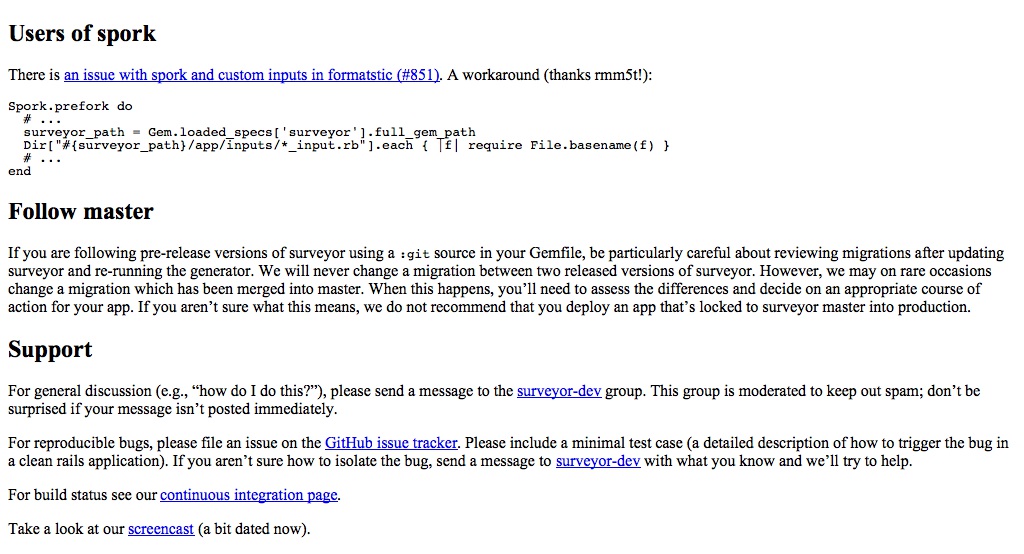 Users of spork
There is an issue with spork and custom inputs in formatstic (#851). A workaround (thanks rmm5t!):
Spork.prefork do
  # ...
  surveyor_path = Gem.loaded_specs['surveyor'].full_gem_path
  Dir["#{surveyor_path}/app/inputs/*_input.rb"].each { |f| require File.basename(f) }
  # ...
end
Follow master
If you are following pre-release versions of surveyor using a :git source in your Gemfile, be particularly careful about reviewing migrations after updating
surveyor and re-running the generator. We will never change a migration between two released versions of surveyor. However, we may on rare occasions
change a migration which has been merged into master. When this happens, you’ll need to assess the differences and decide on an appropriate course of
action for your app. If you aren’t sure what this means, we do not recommend that you deploy an app that’s locked to surveyor master into production.
Support
For general discussion (e.g., “how do I do this?”), please send a message to the surveyor-dev group. This group is moderated to keep out spam; don’t be
surprised if your message isn’t posted immediately.
For reproducible bugs, please file an issue on the GitHub issue tracker. Please include a minimal test case (a detailed description of how to trigger the bug in
a clean rails application). If you aren’t sure how to isolate the bug, send a message to surveyor-dev with what you know and we’ll try to help.
For build status see our continuous integration page.
Take a look at our screencast (a bit dated now).